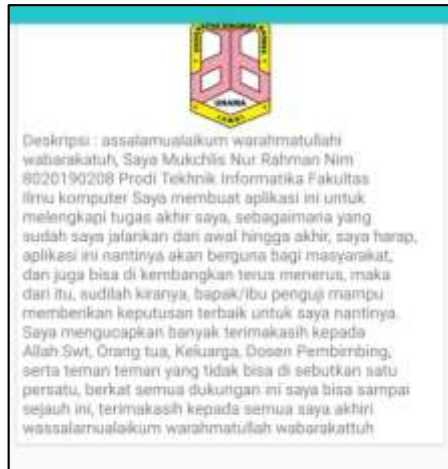 UNAMA
JAMBI
Deskripsi : assalamualaikum warahmatullahi
wabarakatuh, Saya Mukchlis Nur Rahman Nim
8020190208 Prodi Tekhnik Informatika Fakultas
Ilmu komputer Saya membuat aplikasi ini untuk
melengkapi tugas akhir saya, sebagaimana yang
sudah saya jalankan dari awal hingga akhir, saya harap,
aplikasi ini nantinya akan berguna bagi masyarakat,
dan juga bisa di kembangkan terus menerus, maka
dari itu, sudilah kiranya, bapak/ibu penguji mampu
memberikan keputusan terbaik untuk saya nantinya.
Saya mengucapkan banyak terimakasih kepada
Allah Swt, Orang tua, Keluarga, Dosen Pembimbing,
serta teman teman yang tidak bisa di sebutkan satu
persatu, berkat semua dukungan ini saya bisa sampai
sejauh ini, terimakasih kepada semua saya akhiri
wassalamualaikum warahmatullah wabarakattuh